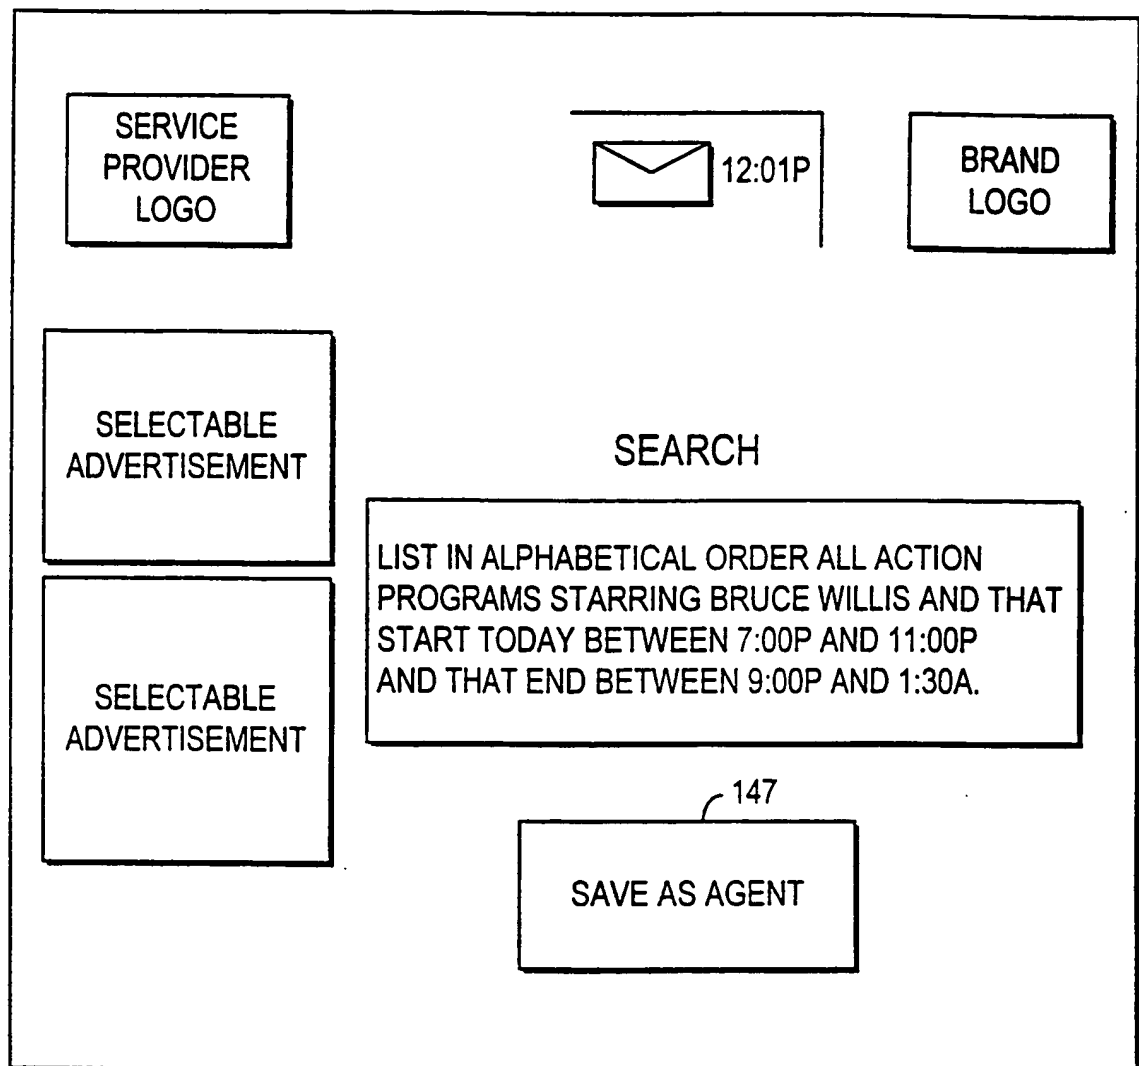 SERVICE
PROVIDER
LOGO
12:01P
BRAND
LOGO
SELECTABLE
ADVERTISEMENT
SEARCH
LIST IN ALPHABETICAL ORDER ALL ACTION
PROGRAMS STARRING BRUCE WILLIS AND THAT
START TODAY BETWEEN 7:00P AND 11:00P
AND THAT END BETWEEN 9:00P AND 1:30A.
SELECTABLE
ADVERTISEMENT
147
SAVE AS AGENT